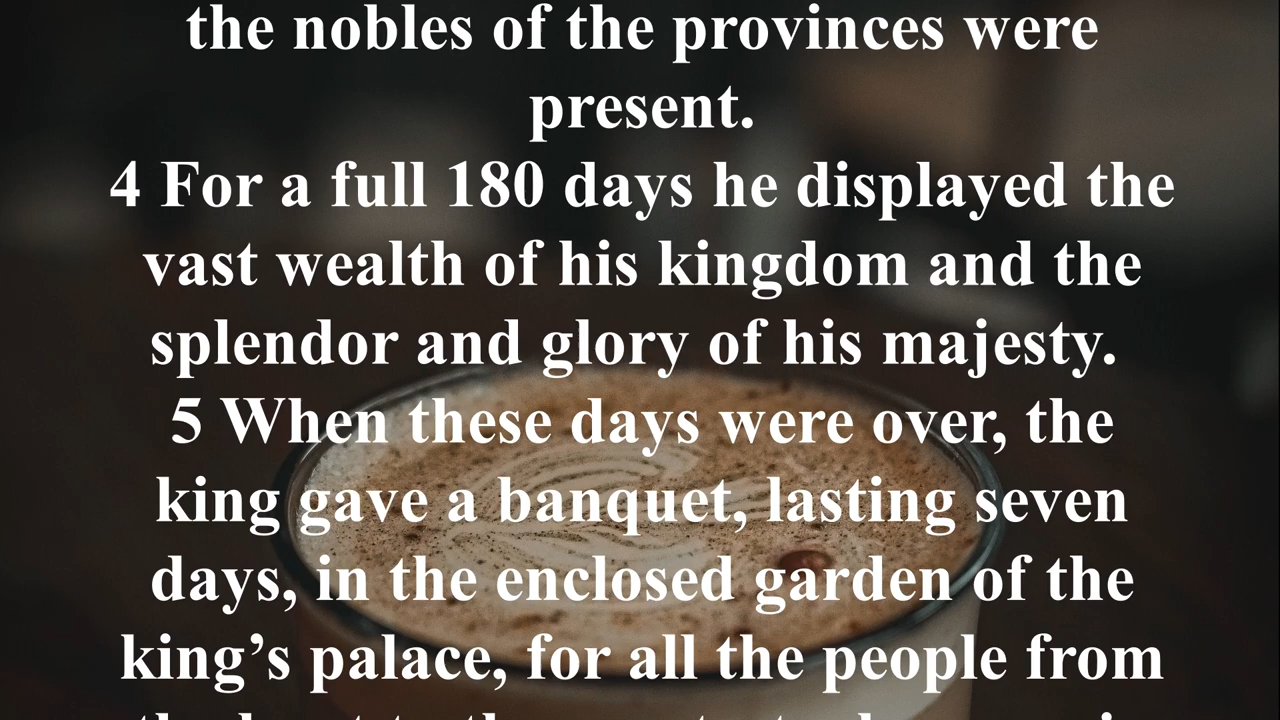 the nobles of the provinces were
present.
4 For a full 180 days he displayed the
vast wealth of his kingdom and the
splendor and glory of his majesty.
5 When these days were over, the
king gave a banquet, lasting seven
days, in the enclosed garden of the
king’s palace, for all the people from